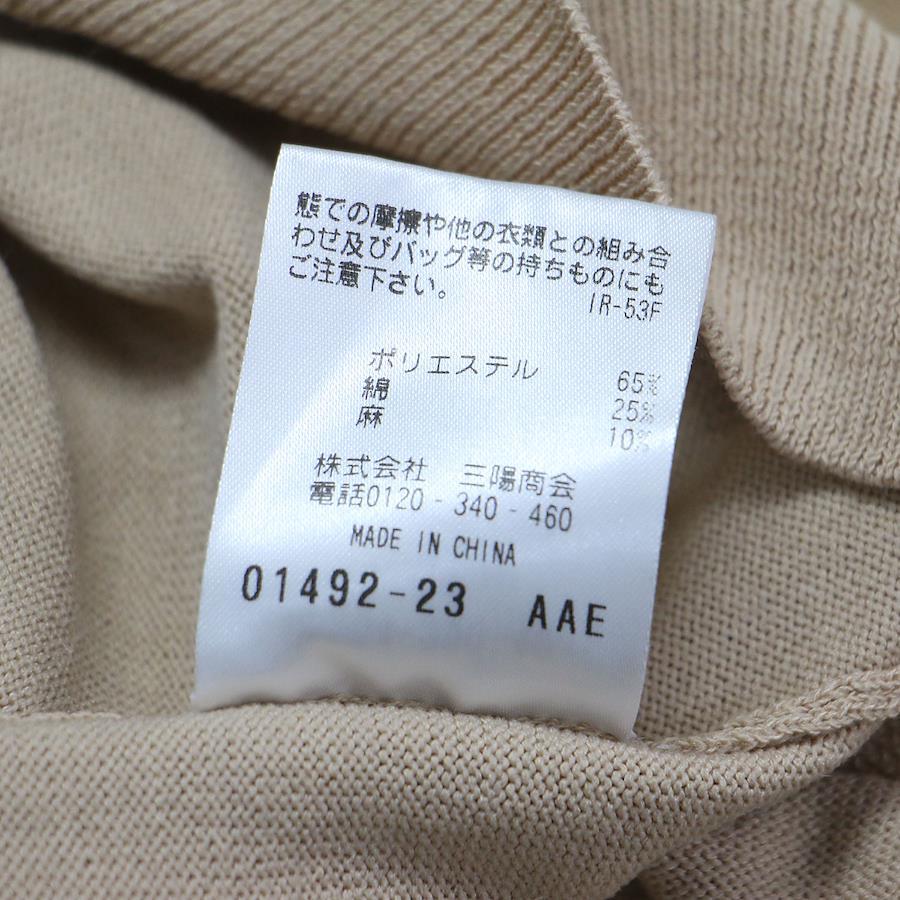 態での摩擦や他の衣類との組み合
わせ及びバッグ等の持ちものにも
ご注意下さい。
IR-53F
ポリエステル 65%
綿 25%
麻 10%
株式会社 三陽商会
電話0120-340-460
MADE IN CHINA
01492-23 AAE